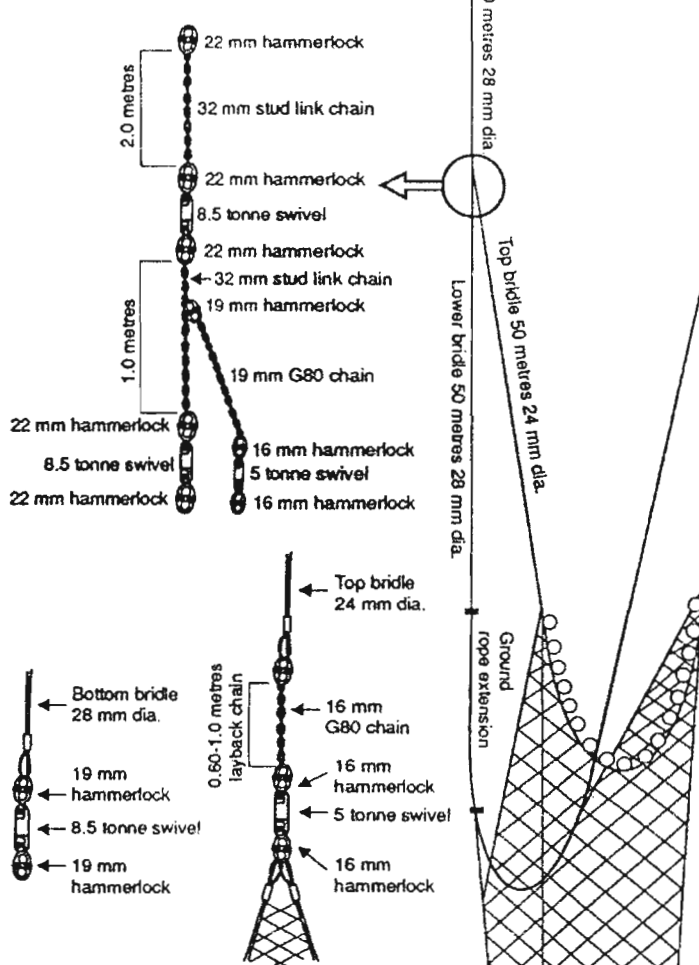 22 mm hammerlock
2.0 metres
32 mm stud link chain
22 mm hammerlock
8.5 tonne swivel
22 mm hammerlock
32 mm stud link chain
19 mm hammerlock
1.0 metres
19 mm G80 chain
22 mm hammerlock
16 mm hammerlock
8.5 tonne swivel
5 tonne swivel
22 mm hammerlock
16 mm hammerlock
metres 28 mm dia.
Top bridle 50 metres 24 mm dia.
Lower bridle 50 metres 28 mm dia.
Ground
rope extension
Top bridle
24 mm dia.
0.60-1.0 metres
layback chain
16 mm
G80 chain
16 mm
hammerlock
5 tonne swivel
16 mm
hammerlock
Bottom bridle
28 mm dia.
19 mm
hammerlock
8.5 tonne swivel
19 mm
hammerlock